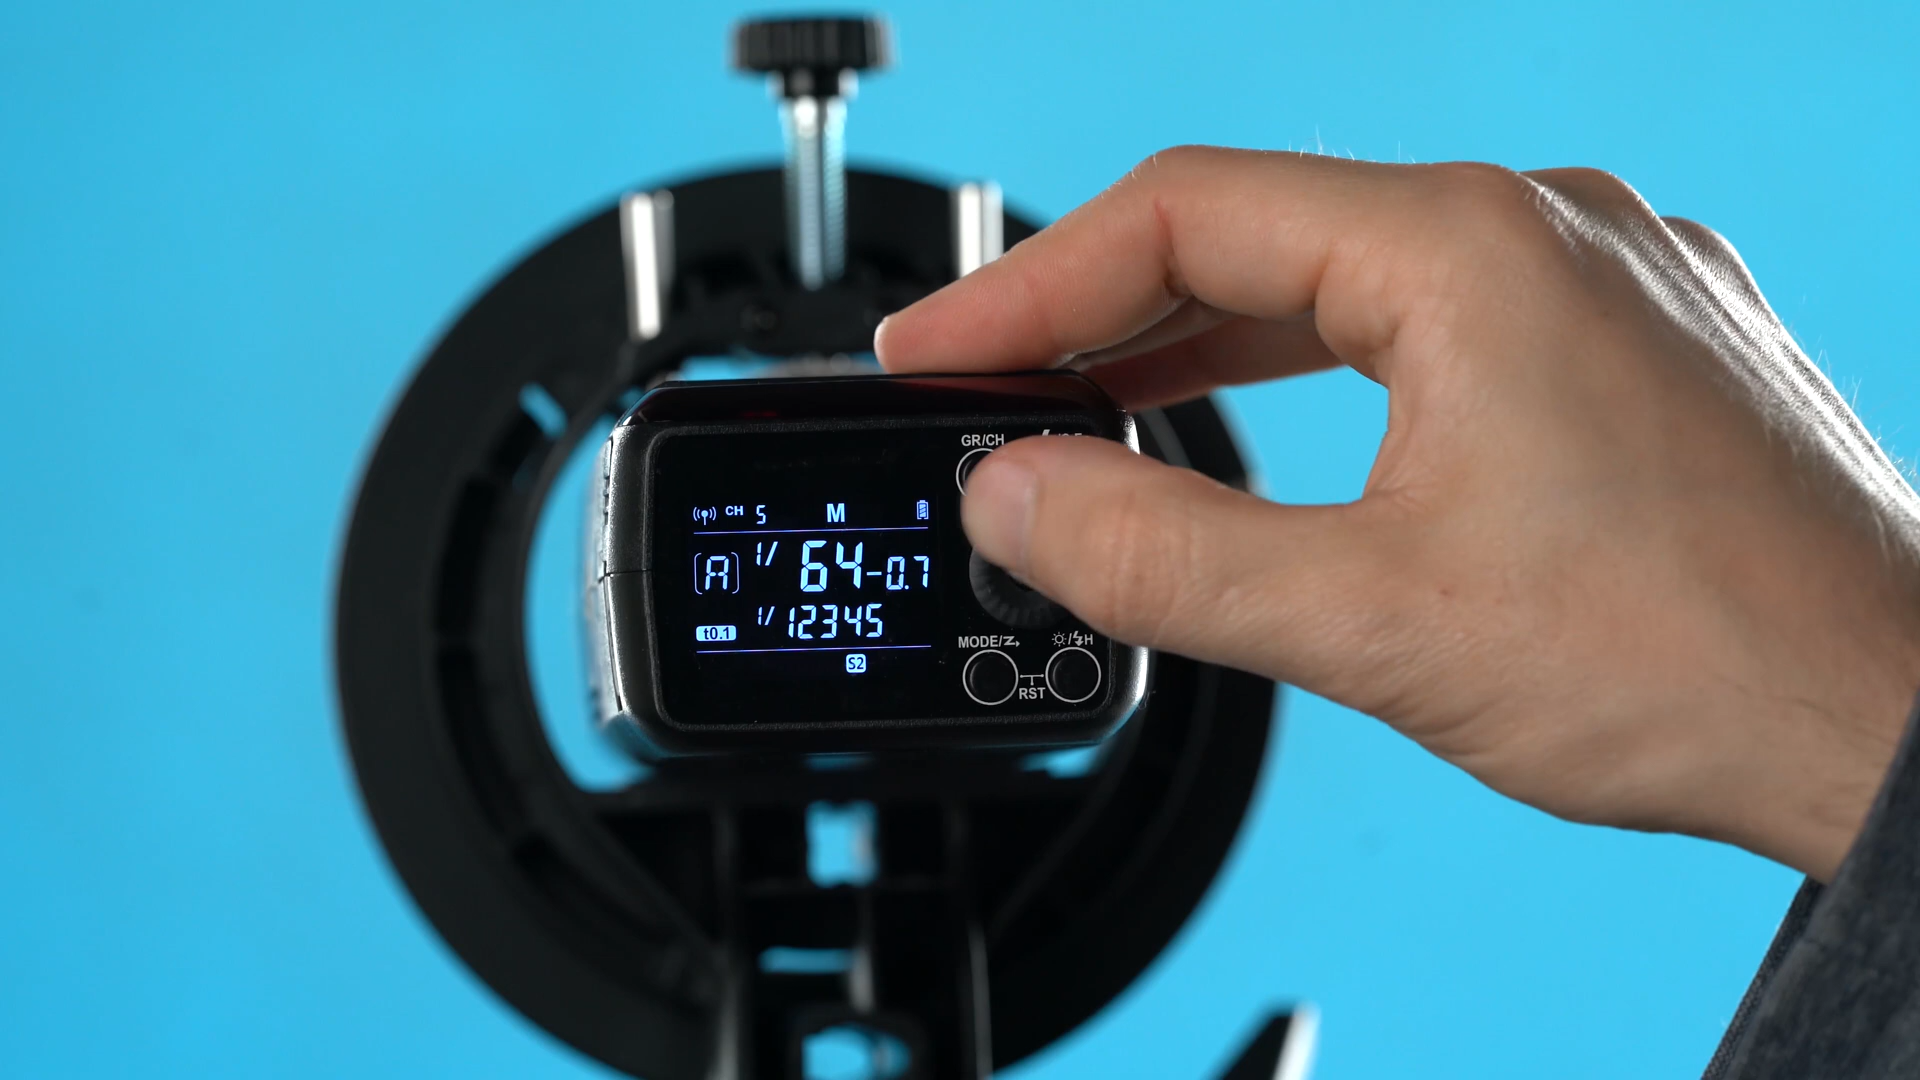 GR/CH
CH 5 M
[A] 1/ 64-0.7
t0.1 1/ 12345
S2
MODE/Z
☼/⚡H
RST